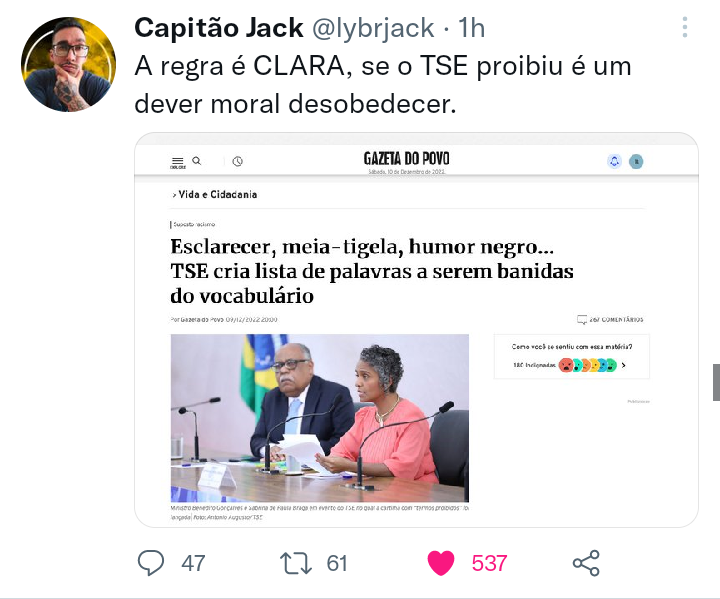 Capitão Jack @lybrjack · 1h
A regra é CLARA, se o TSE proibiu é um
dever moral desobedecer.
GAZETA DO POVO
Sábado, 10 de Dezembro de 2022.
> Vida e Cidadania
Suposto racismo
Esclarecer, meia-tigela, humor negro...
TSE cria lista de palavras a serem banidas
do vocabulário
Por Gazeta do Povo 09/12/2022 20:00
267 COMENTÁRIOS
Como você se sentiu com essa matéria?
180 Indignados
Ministro Benedito Gonçalves e Sabrina de Paula Braga em evento do TSE no qual a cartilha com "termos proibidos" foi
lançada| Foto: Antonio Augusto/TSE
47 61 537